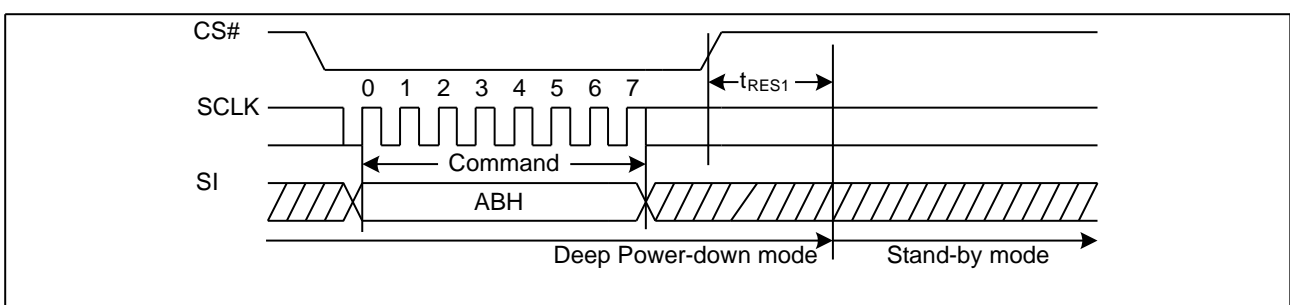 CS#
0 1 2 3 4 5 6 7
tRES1
SCLK
Command
SI
ABH
Deep Power-down mode Stand-by mode